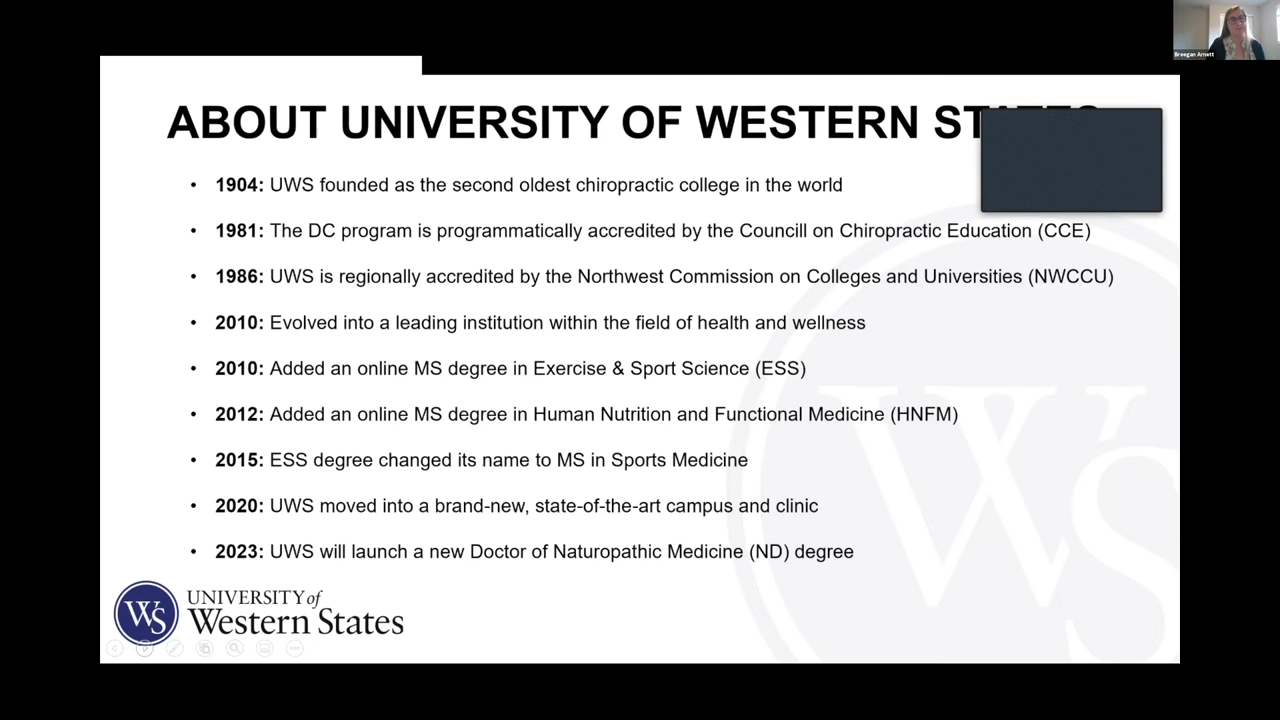 Breegan Arnett
ABOUT UNIVERSITY OF WESTERN
• 1904: UWS founded as the second oldest chiropractic college in the world
• 1981: The DC program is programmatically accredited by the Councill on Chiropractic Education (CCE)
• 1986: UWS is regionally accredited by the Northwest Commission on Colleges and Universities (NWCCU)
• 2010: Evolved into a leading institution within the field of health and wellness
• 2010: Added an online MS degree in Exercise & Sport Science (ESS)
• 2012: Added an online MS degree in Human Nutrition and Functional Medicine (HNFM)
• 2015: ESS degree changed its name to MS in Sports Medicine
• 2020: UWS moved into a brand-new, state-of-the-art campus and clinic
• 2023: UWS will launch a new Doctor of Naturopathic Medicine (ND) degree
WS
UNIVERSITY of
Western States